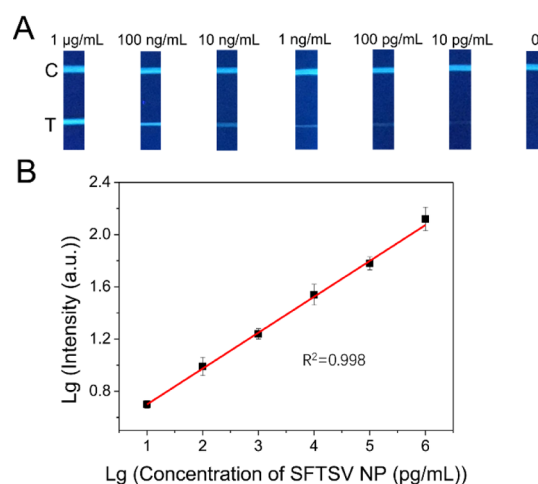 A
1 μg/mL 100 ng/mL 10 ng/mL 1 ng/mL 100 pg/mL 10 pg/mL 0
C
T
B
2.4
2.0
1.6
1.2
0.8
Lg (Intensity (a.u.))
R²=0.998
1 2 3 4 5 6
Lg (Concentration of SFTSV NP (pg/mL))